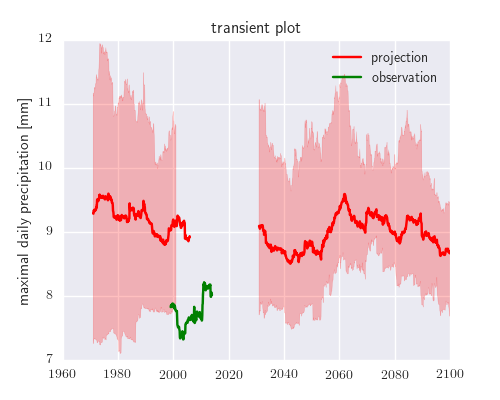 transient plot
12
11
10
9
8
7
maximal daily precipitation [mm]
projection
observation
1960 1980 2000 2020 2040 2060 2080 2100